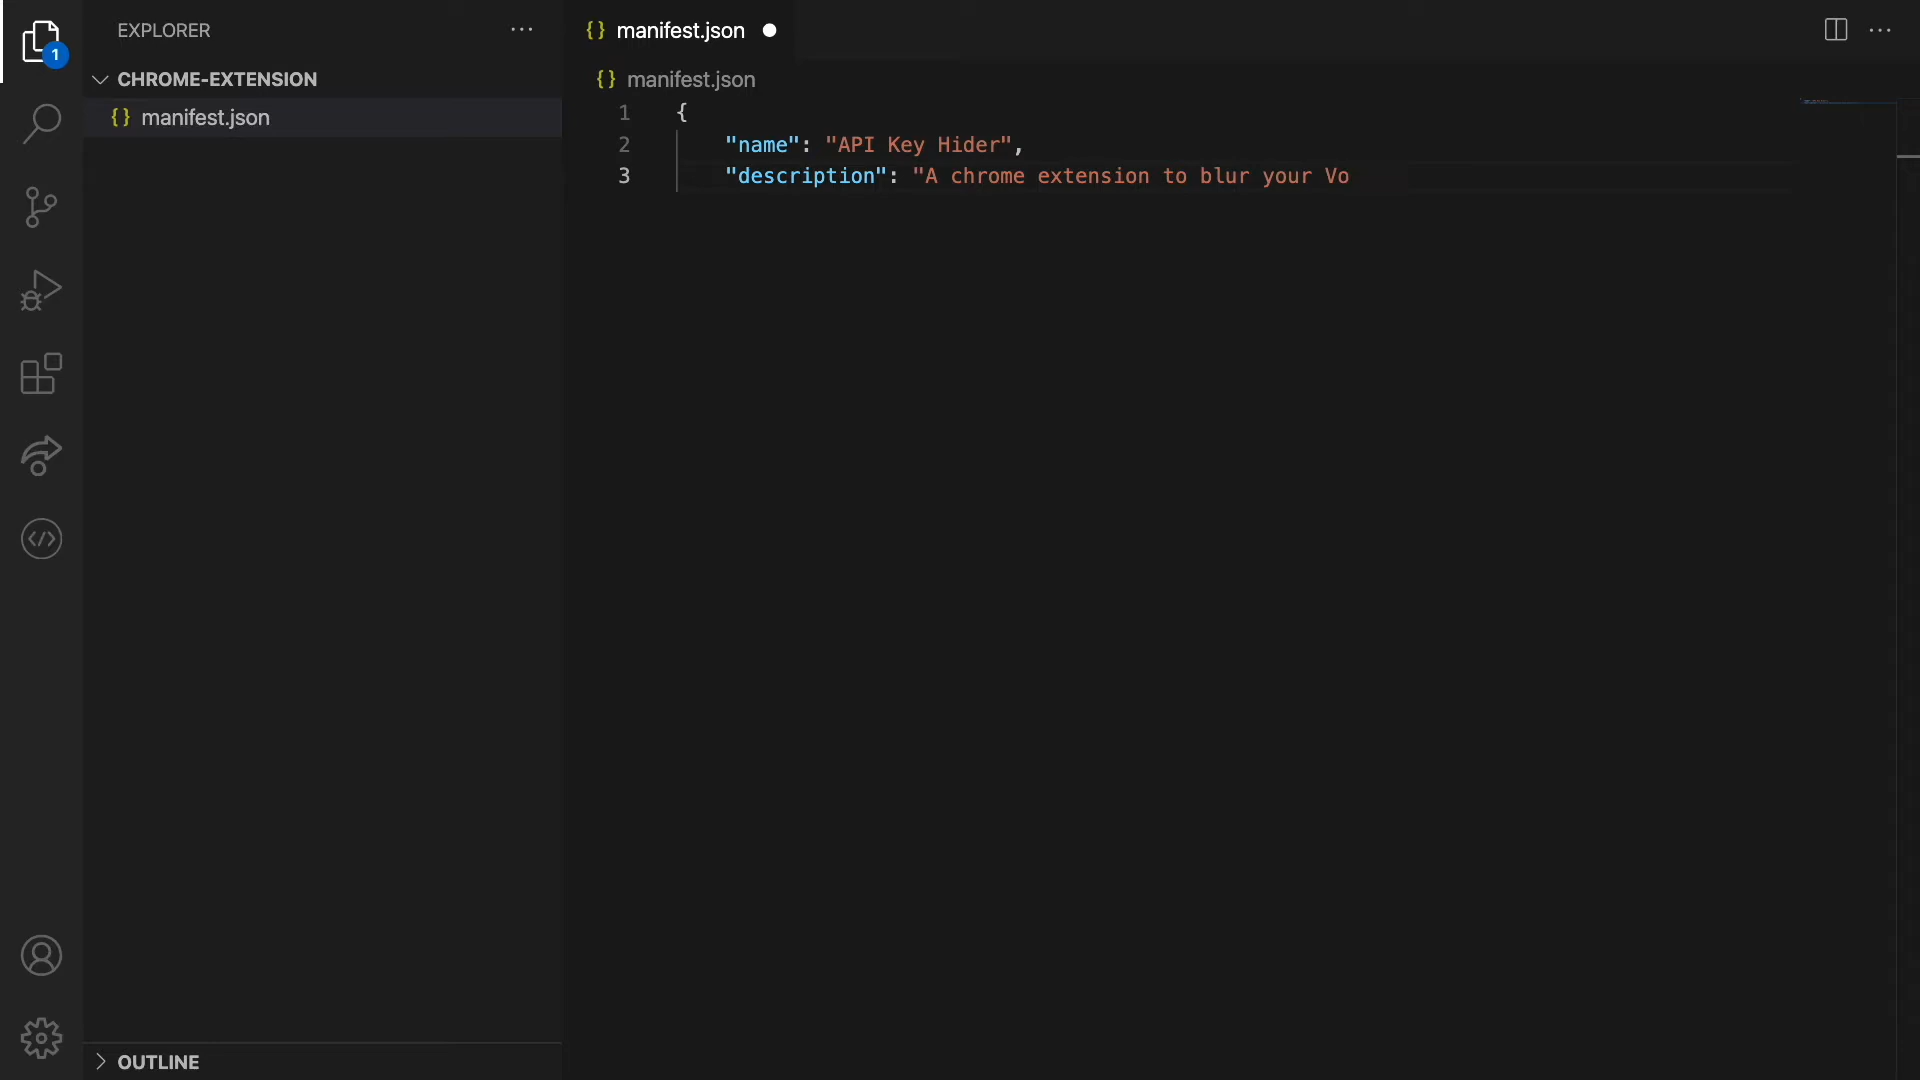 EXPLORER
CHROME-EXTENSION
{} manifest.json
1
OUTLINE
{} manifest.json
{} manifest.json
1 {
2 "name": "API Key Hider",
3 "description": "A chrome extension to blur your Vo